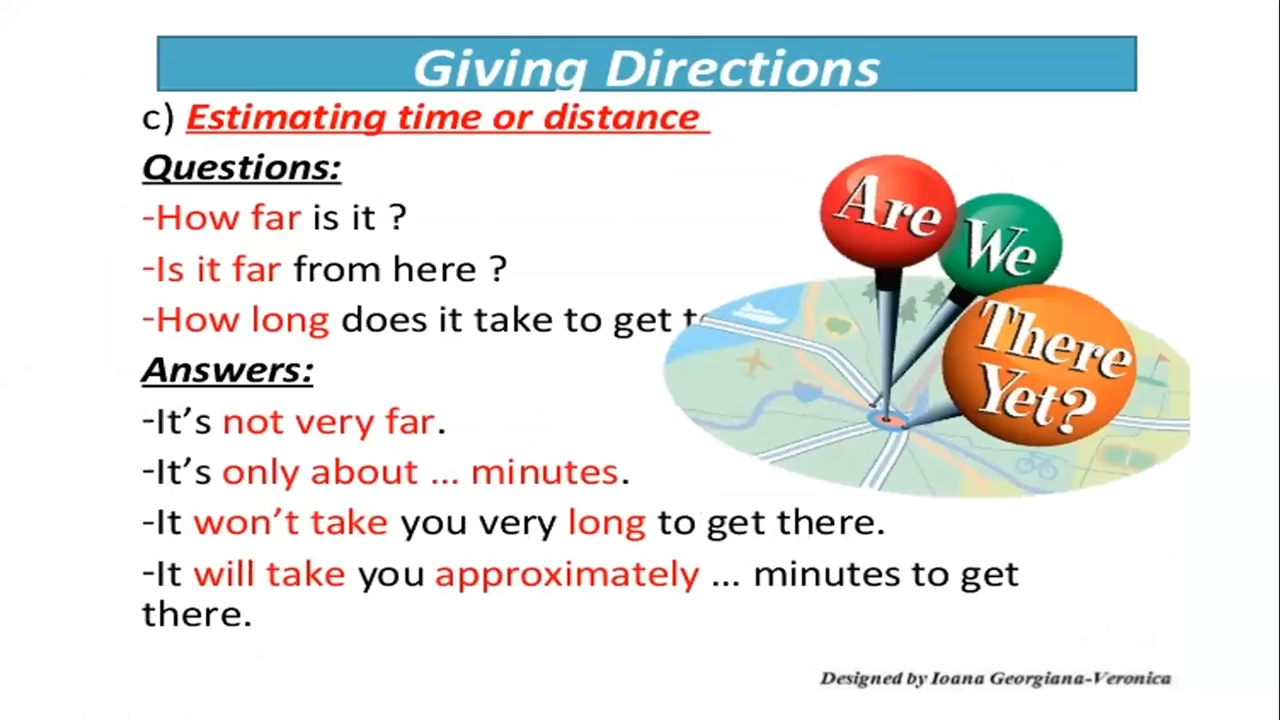 Giving Directions
c) Estimating time or distance
Questions:
-How far is it ?
-Is it far from here ?
-How long does it take to get
Answers:
-It’s not very far.
-It’s only about ... minutes.
-It won’t take you very long to get there.
-It will take you approximately ... minutes to get
there.
Are
We
There
Yet?
Designed by Ioana Georgiana-Veronica